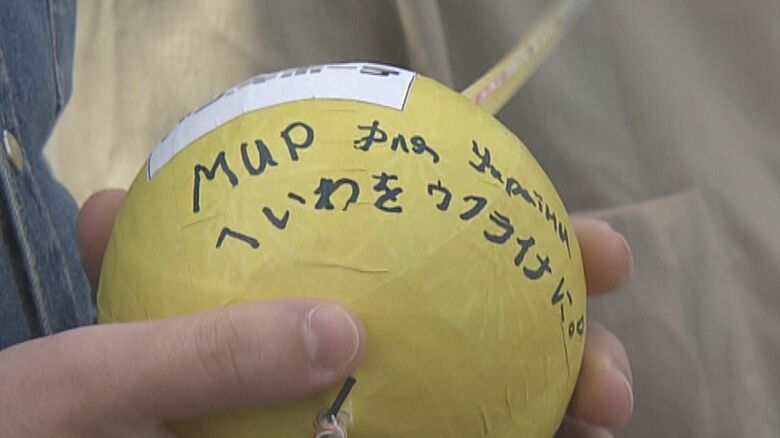 мир для України
へいわを ウクライナに。